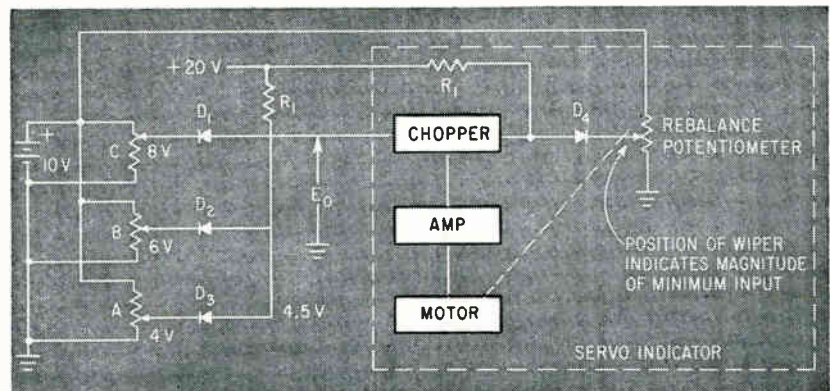 +20 V
R1
R1
D1
D4
+
10 V
C
8 V
CHOPPER
REBALANCE
POTENTIOMETER
E0
D2
B
6 V
AMP
POSITION OF WIPER
INDICATES MAGNITUDE
OF MINIMUM INPUT
D3
A
4 V
4.5 V
MOTOR
SERVO INDICATOR